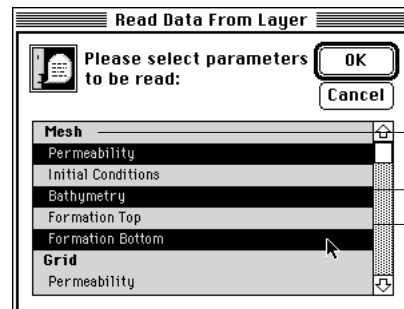 Read Data From Layer
Please select parameters
to be read:
OK
Cancel
Mesh
Permeability
Initial Conditions
Bathymetry
Formation Top
Formation Bottom
Grid
Permeability